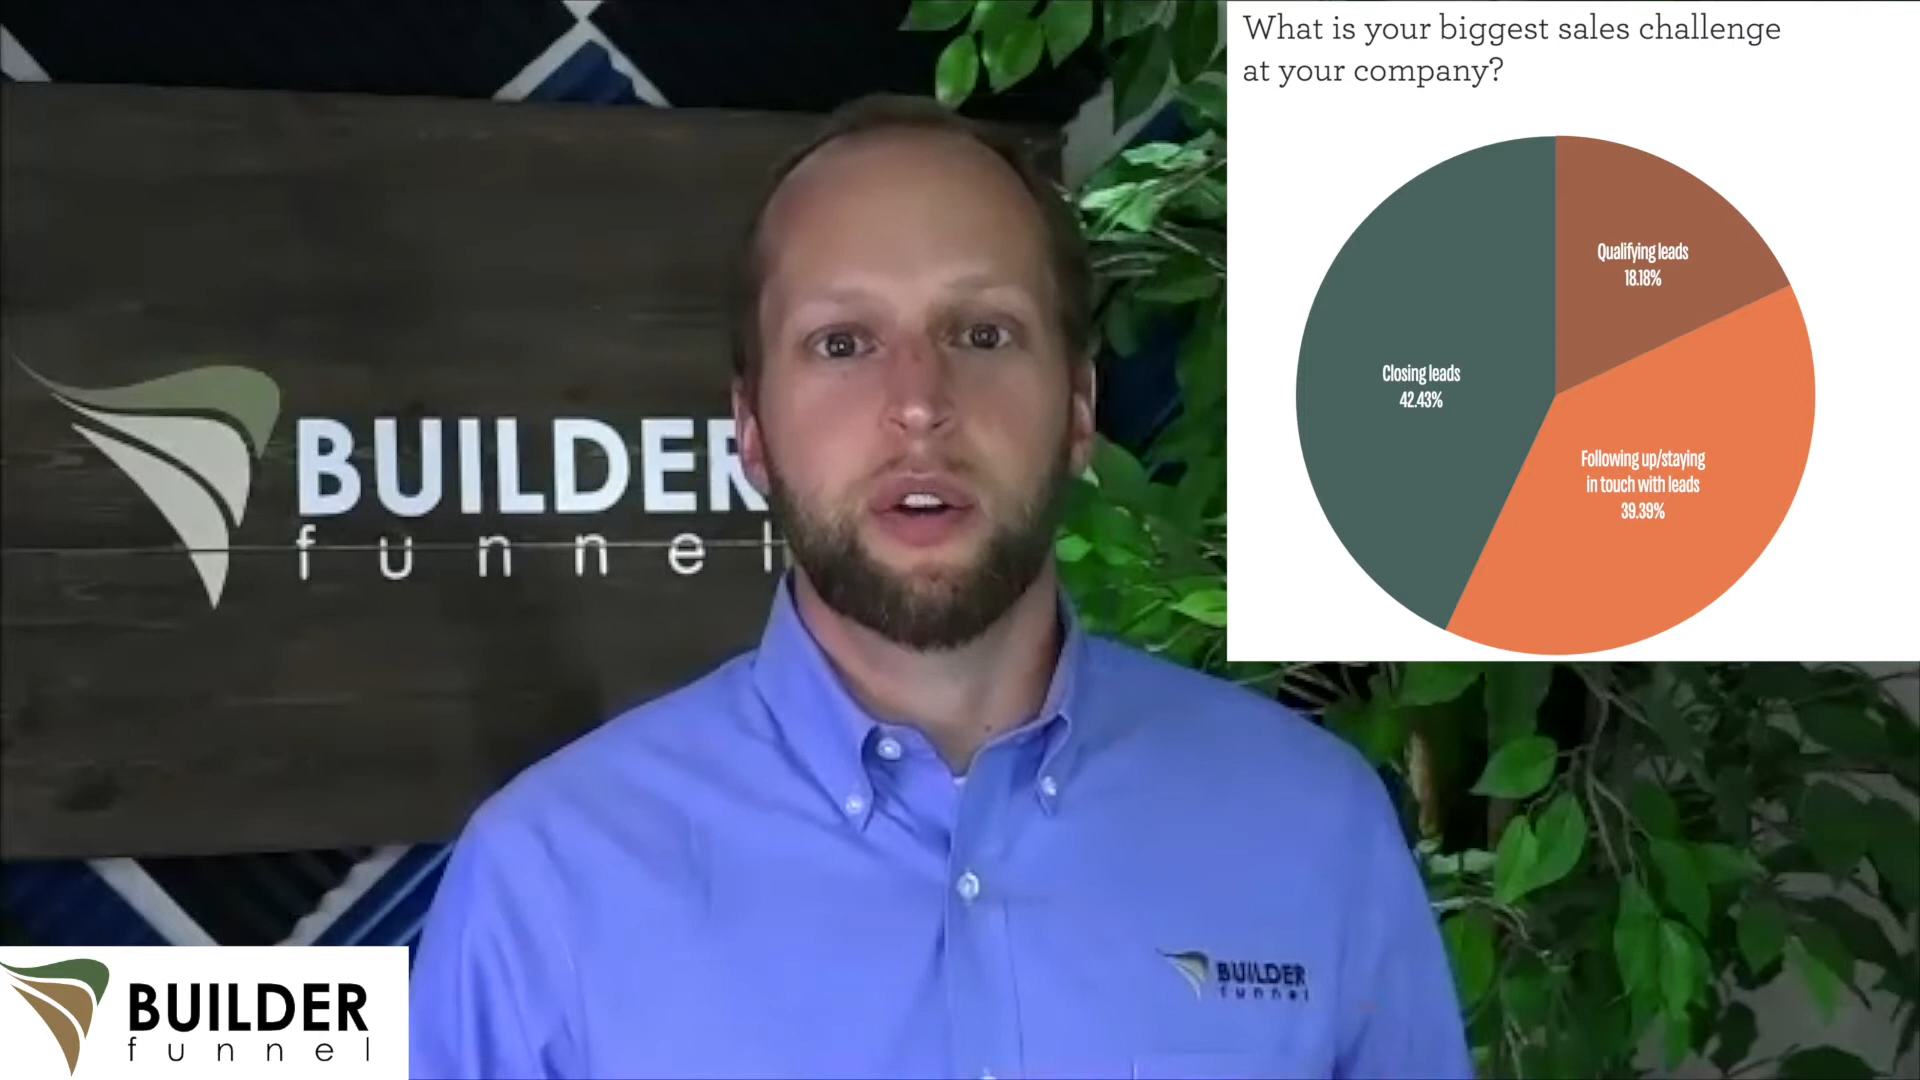 What is your biggest sales challenge
at your company?
Qualifying leads
18.18%
Closing leads
42.43%
Following up/staying
in touch with leads
39.39%
BUILDER
funnel
BUILDER
funnel
BUILDER
funnel